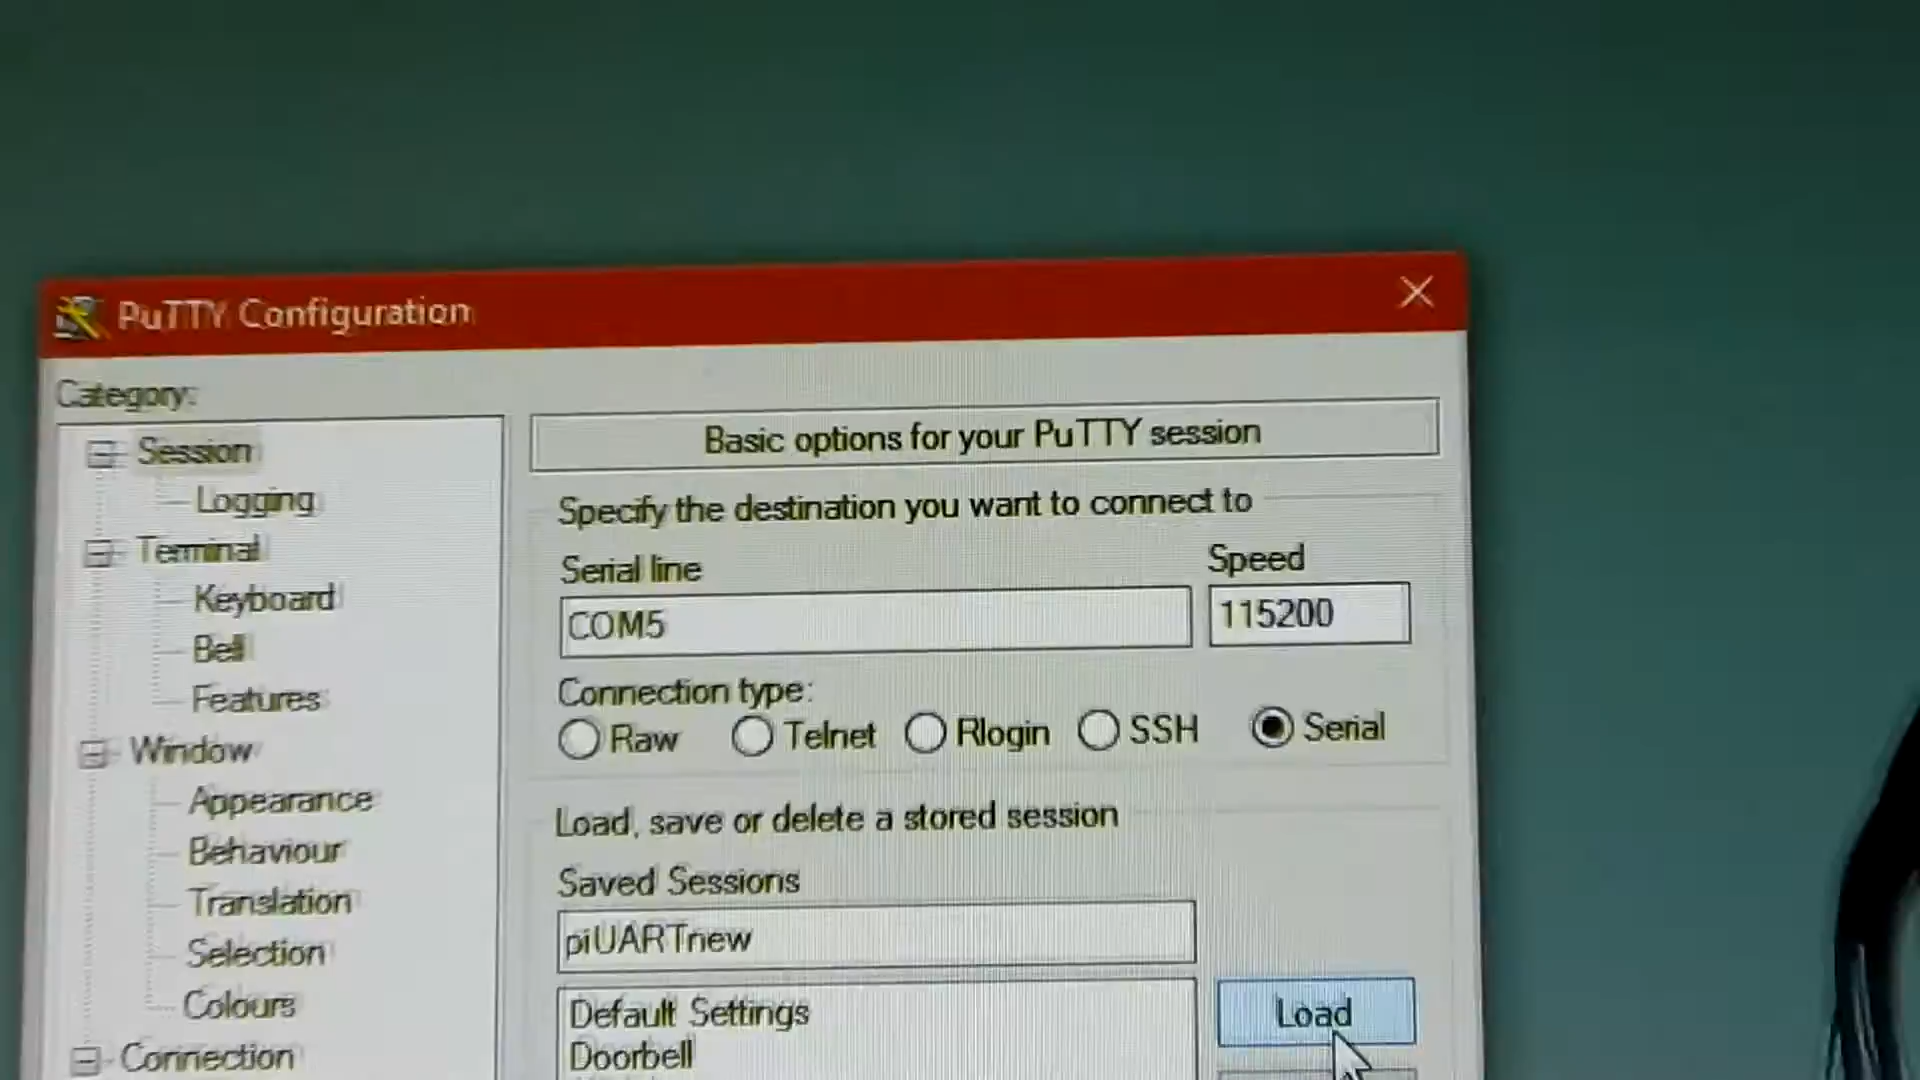 PuTTY Configuration
Category:
Session
Logging
Terminal
Keyboard
Bell
Features
Window
Appearance
Behaviour
Translation
Selection
Colours
Connection
Basic options for your PuTTY session
Specify the destination you want to connect to
Serial line
Speed
COM5
115200
Connection type:
Raw
Telnet
Rlogin
SSH
Serial
Load, save or delete a stored session
Saved Sessions
piUARTnew
Default Settings
Doorbell
Load